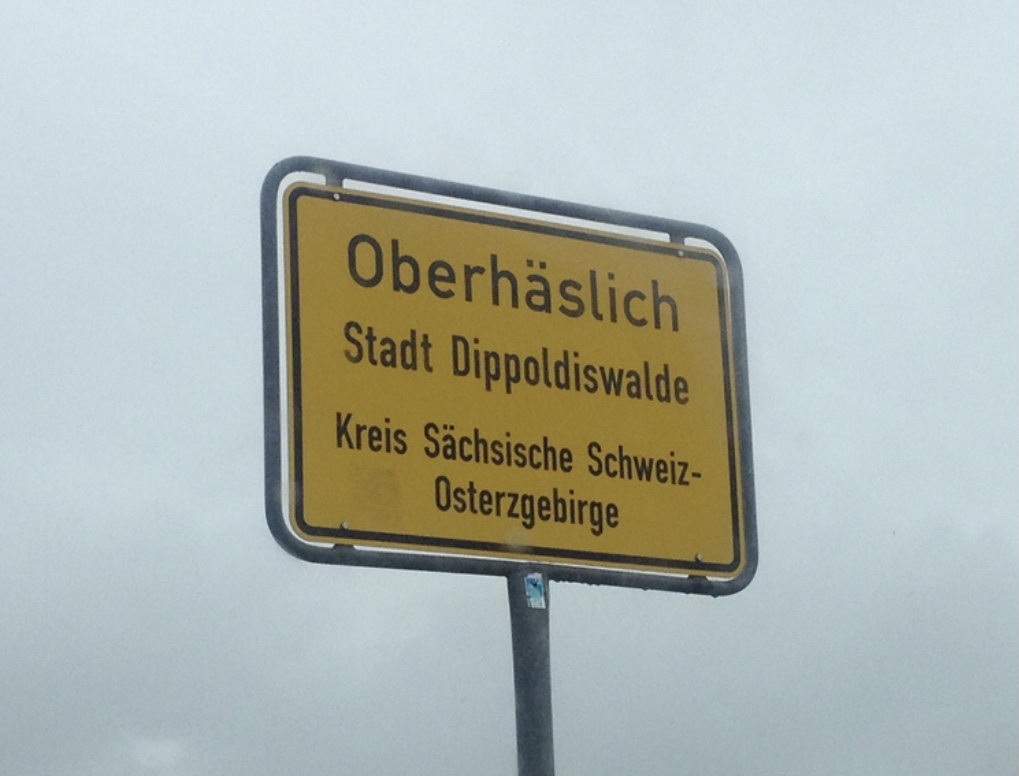 Oberhäslich
Stadt Dippoldiswalde
Kreis Sächsische Schweiz-
Osterzgebirge